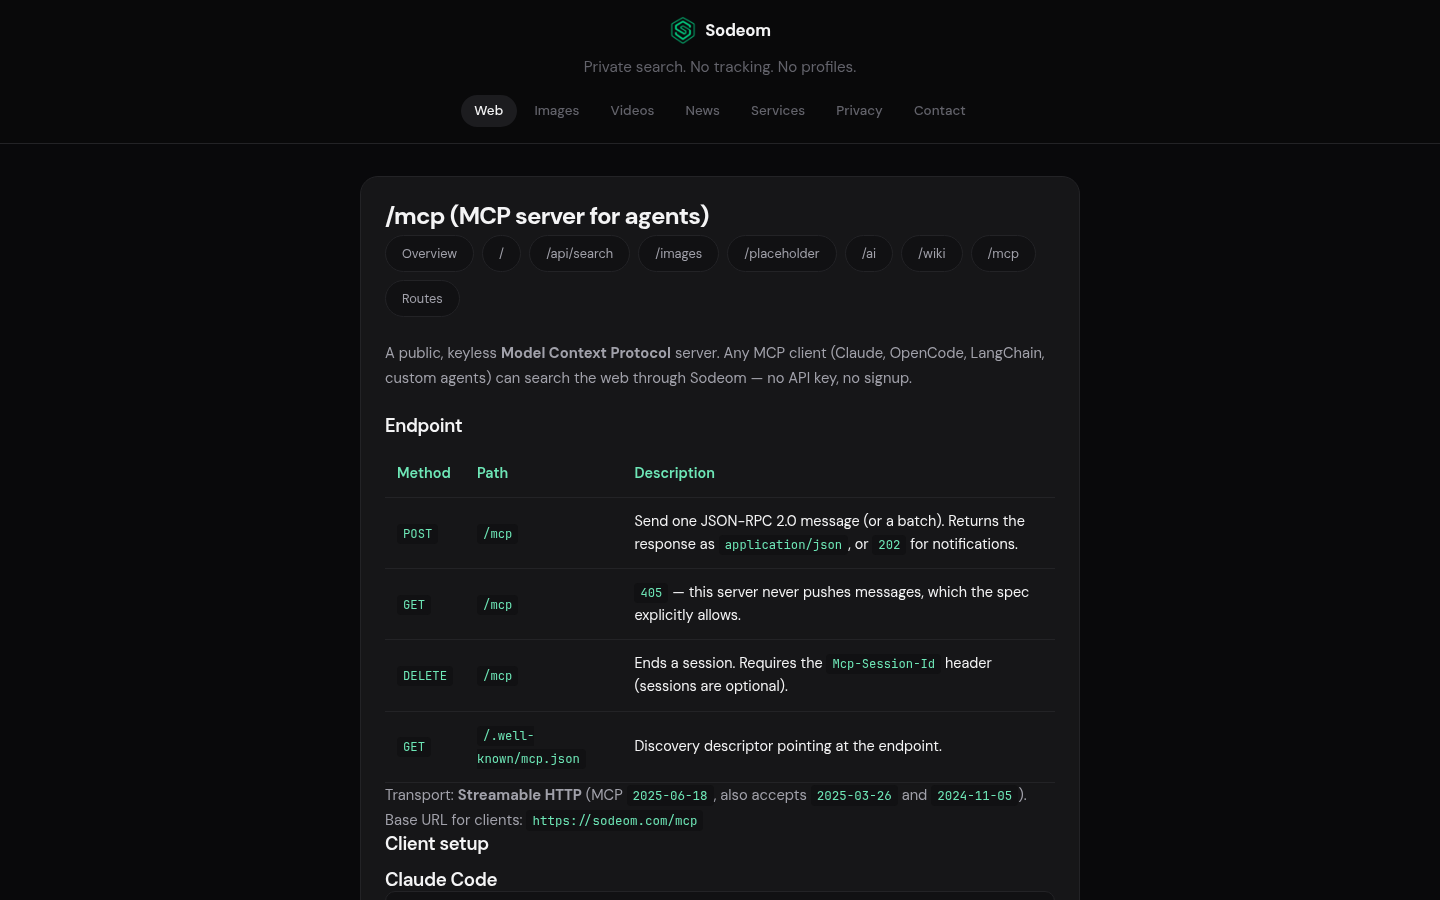 Sodeom
Private search. No tracking. No profiles.
Web Images Videos News Services Privacy Contact
/mcp (MCP server for agents)
Overview / /api/search /images /placeholder /ai /wiki /mcp
Routes
A public, keyless Model Context Protocol server. Any MCP client (Claude, OpenCode, LangChain,
custom agents) can search the web through Sodeom — no API key, no signup.
Endpoint
Method Path Description
POST /mcp Send one JSON-RPC 2.0 message (or a batch). Returns the
response as application/json, or 202 for notifications.
GET /mcp 405 — this server never pushes messages, which the spec
explicitly allows.
DELETE /mcp Ends a session. Requires the Mcp-Session-Id header
(sessions are optional).
GET /.well-
known/mcp.json Discovery descriptor pointing at the endpoint.
Transport: Streamable HTTP (MCP 2025-06-18, also accepts 2025-03-26 and 2024-11-05).
Base URL for clients: https://sodeom.com/mcp
Client setup
Claude Code